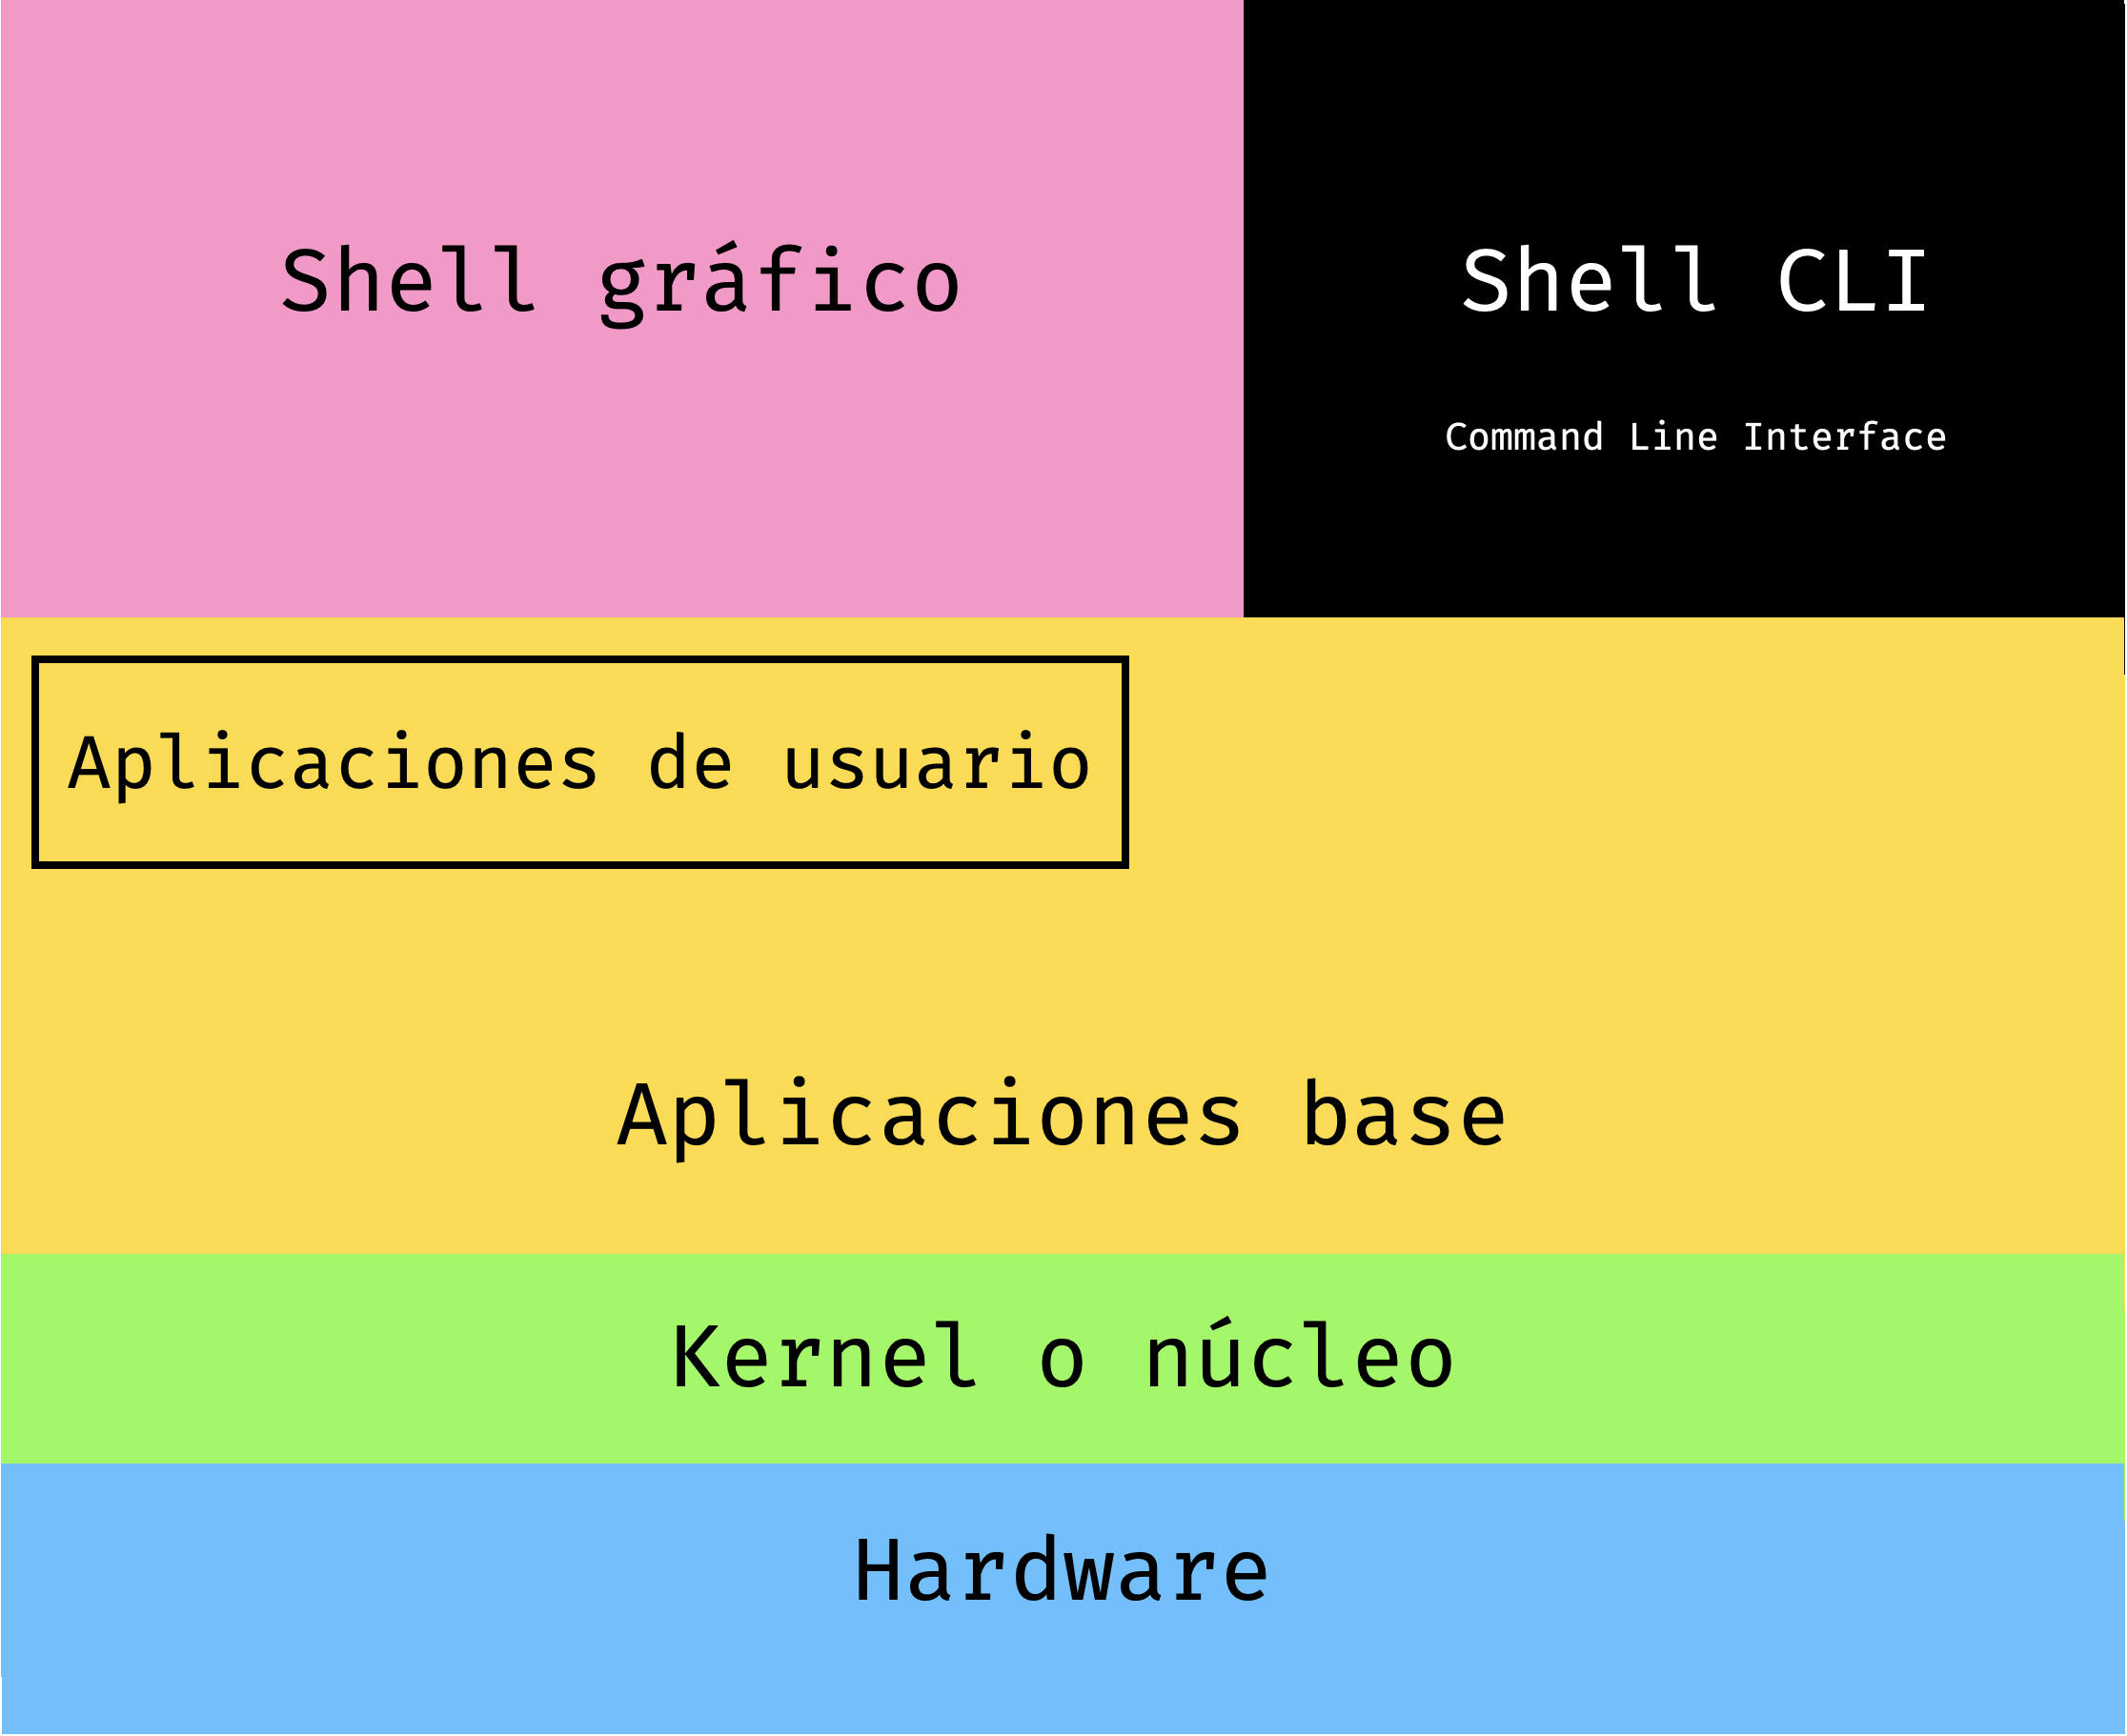 Shell gráfico
Shell CLI
Command Line Interface
Aplicaciones de usuario
Aplicaciones base
Kernel o núcleo
Hardware